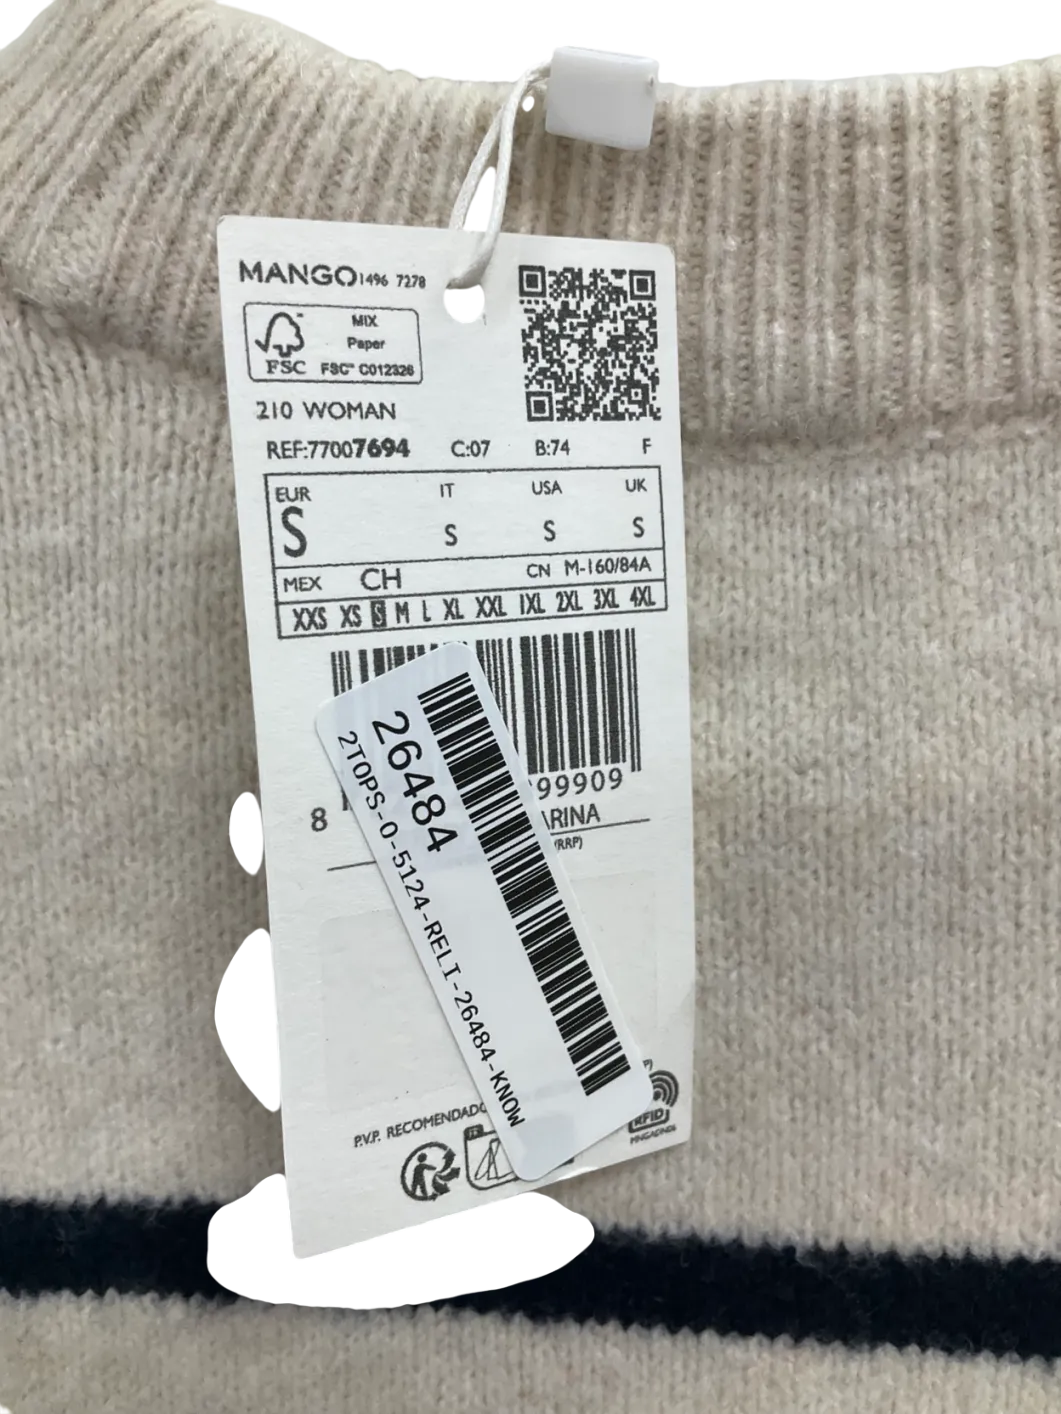 MANGO 1496 7278
MIX
Paper
FSC™ C012326
FSC
210 WOMAN
REF:77007694 C:07 B:74 F
EUR IT USA UK
S S S S
MEX CH CN M-160/84A
XXS XS S M L XL XXL 1XL 2XL 3XL 4XL
8 99909
ARINA
(RRP)
26484
2TOPS-0-5124-RELI-26484-KNOW
P.V.P. RECOMENDADO
RFID